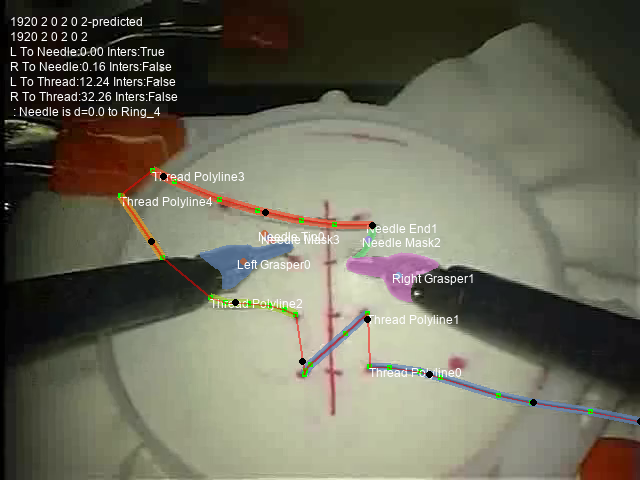 1920 2 0 2 0 2-predicted
1920 2 0 2 0 2
L To Needle:0.00 Inters:True
R To Needle:0.16 Inters:False
L To Thread:12.24 Inters:False
R To Thread:32.26 Inters:False
: Needle is d=0.0 to Ring_4
Thread Polyline3
Thread Polyline4
Needle End1
Needle Tip0
Needle Mask3
Needle Mask2
Left Grasper0
Right Grasper1
Thread Polyline2
Thread Polyline1
Thread Polyline0